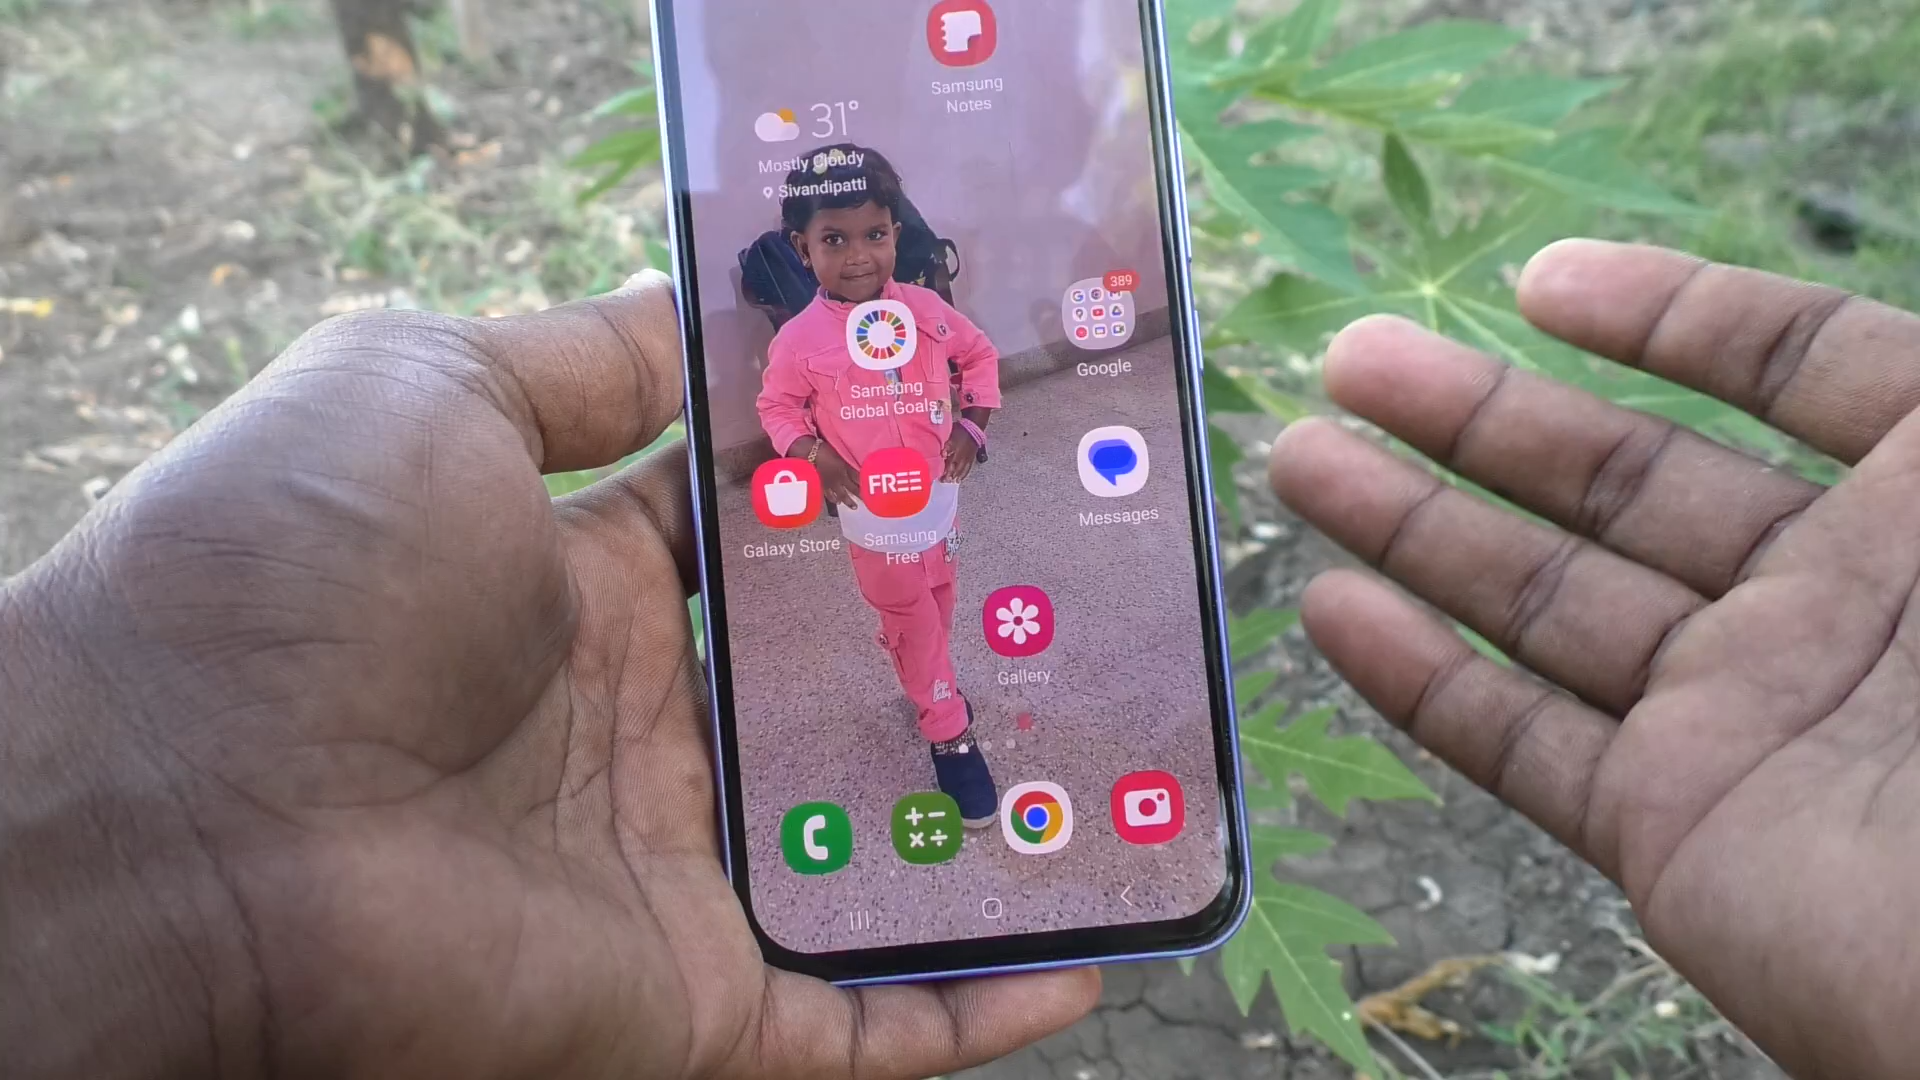 Samsung
Notes
31°
Mostly Cloudy
Sivandipatti
389
Google
Samsung
Global Goals
FREE
Messages
Galaxy Store
Samsung
Free
Gallery